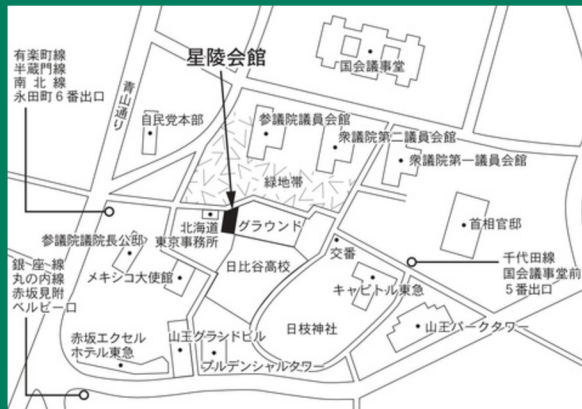 有楽町線
半蔵門線
南北線
永田町6番出口
青山通り
星陵会館
国会議事堂
自民党本部
参議院議員会館
衆議院第二議員会館
衆議院第一議員会館
緑地帯
首相官邸
北海道
東京事務所
グラウンド
参議院議院長公邸
メキシコ大使館
日比谷高校
交番
千代田線
国会議事堂前
5番出口
キャピトル東急
銀座線
丸の内線
赤坂見附
ベルビー口
日枝神社
山王パークタワー
赤坂エクセル
ホテル東急
山王グランドビル
プルデンシャルタワー